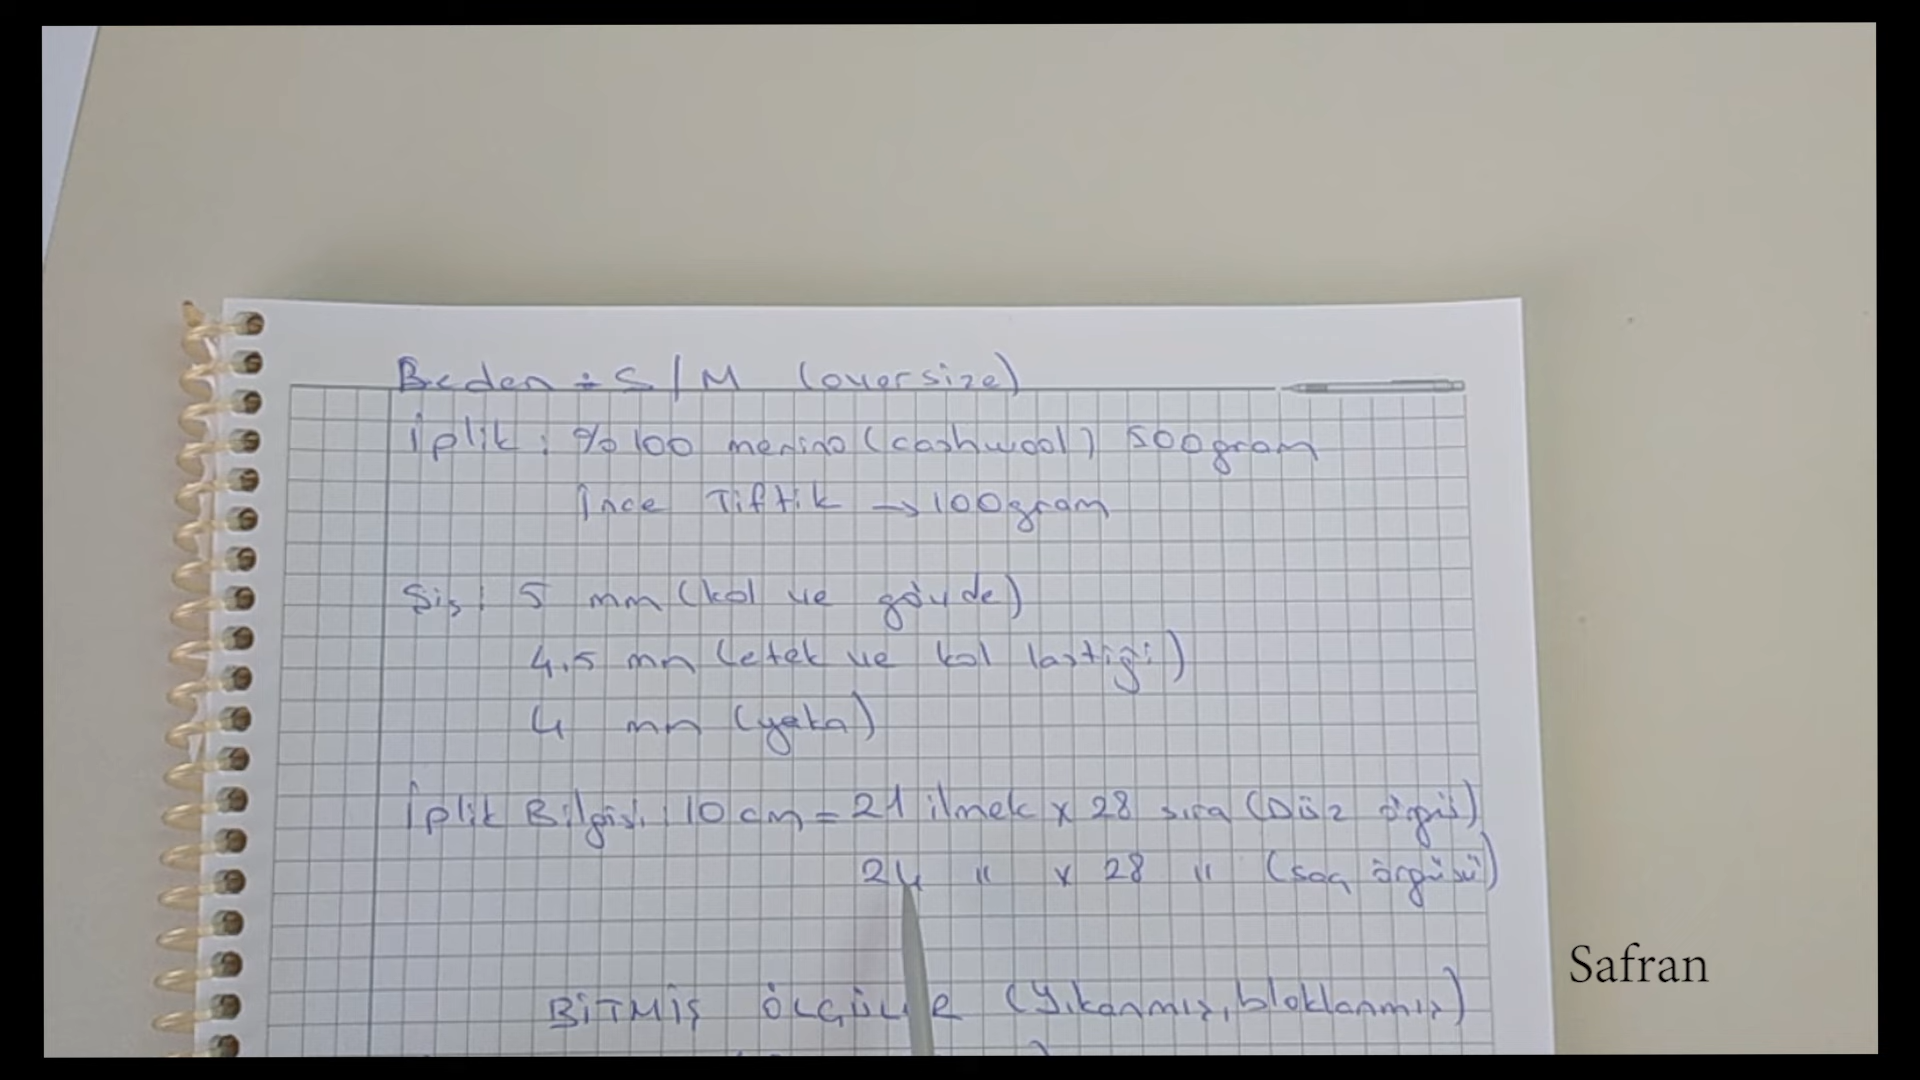 Beden : S/M (oversize)
İplik : %100 merino (cashwool) 500gram
İnce Tiftik → 100gram
Şiş : 5 mm (kol ve gövde)
4.5 mm (etek ve kol lastiği)
4 mm (yaka)
İplik Bilgisi : 10 cm = 21 ilmek x 28 sıra (Düz örgü)
24 " x 28 " (saç örgüsü)
BİTMİŞ (Yıkanmış, bloklanmış)
Safran